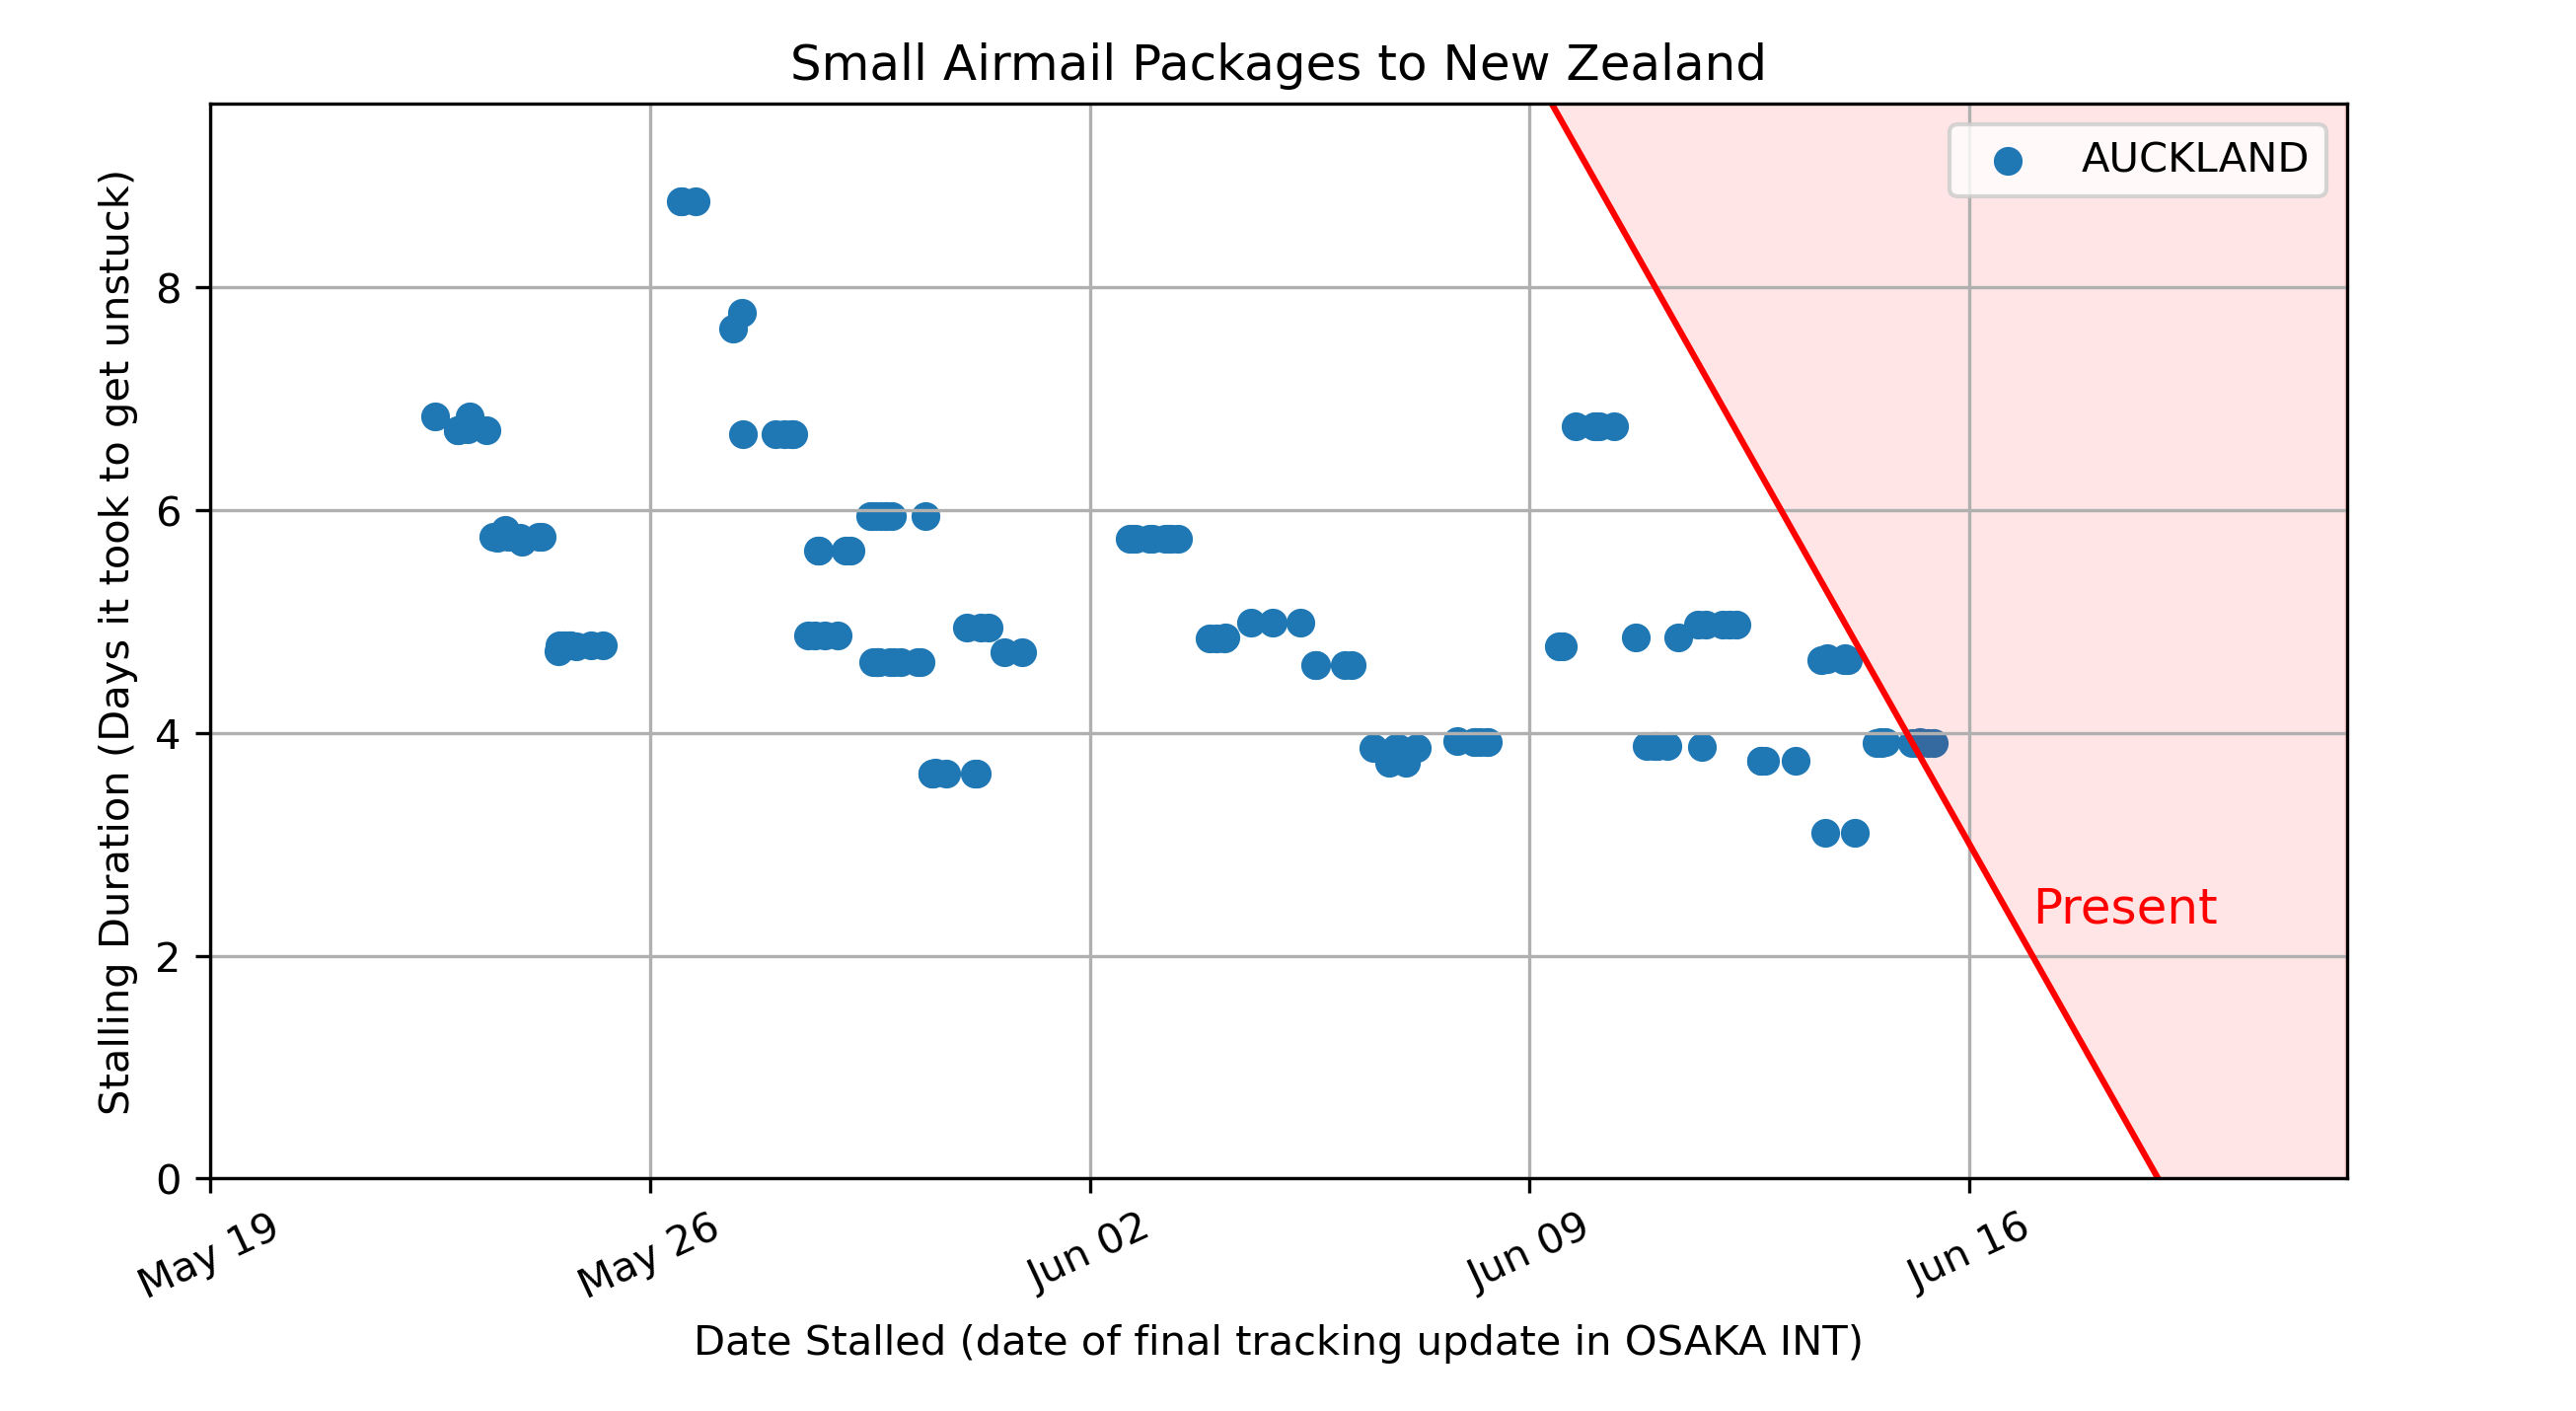 Small Airmail Packages to New Zealand
AUCKLAND
Stalling Duration (Days it took to get unstuck)
8
6
4
2
0
Present
May 19
May 26
Jun 02
Jun 09
Jun 16
Date Stalled (date of final tracking update in OSAKA INT)